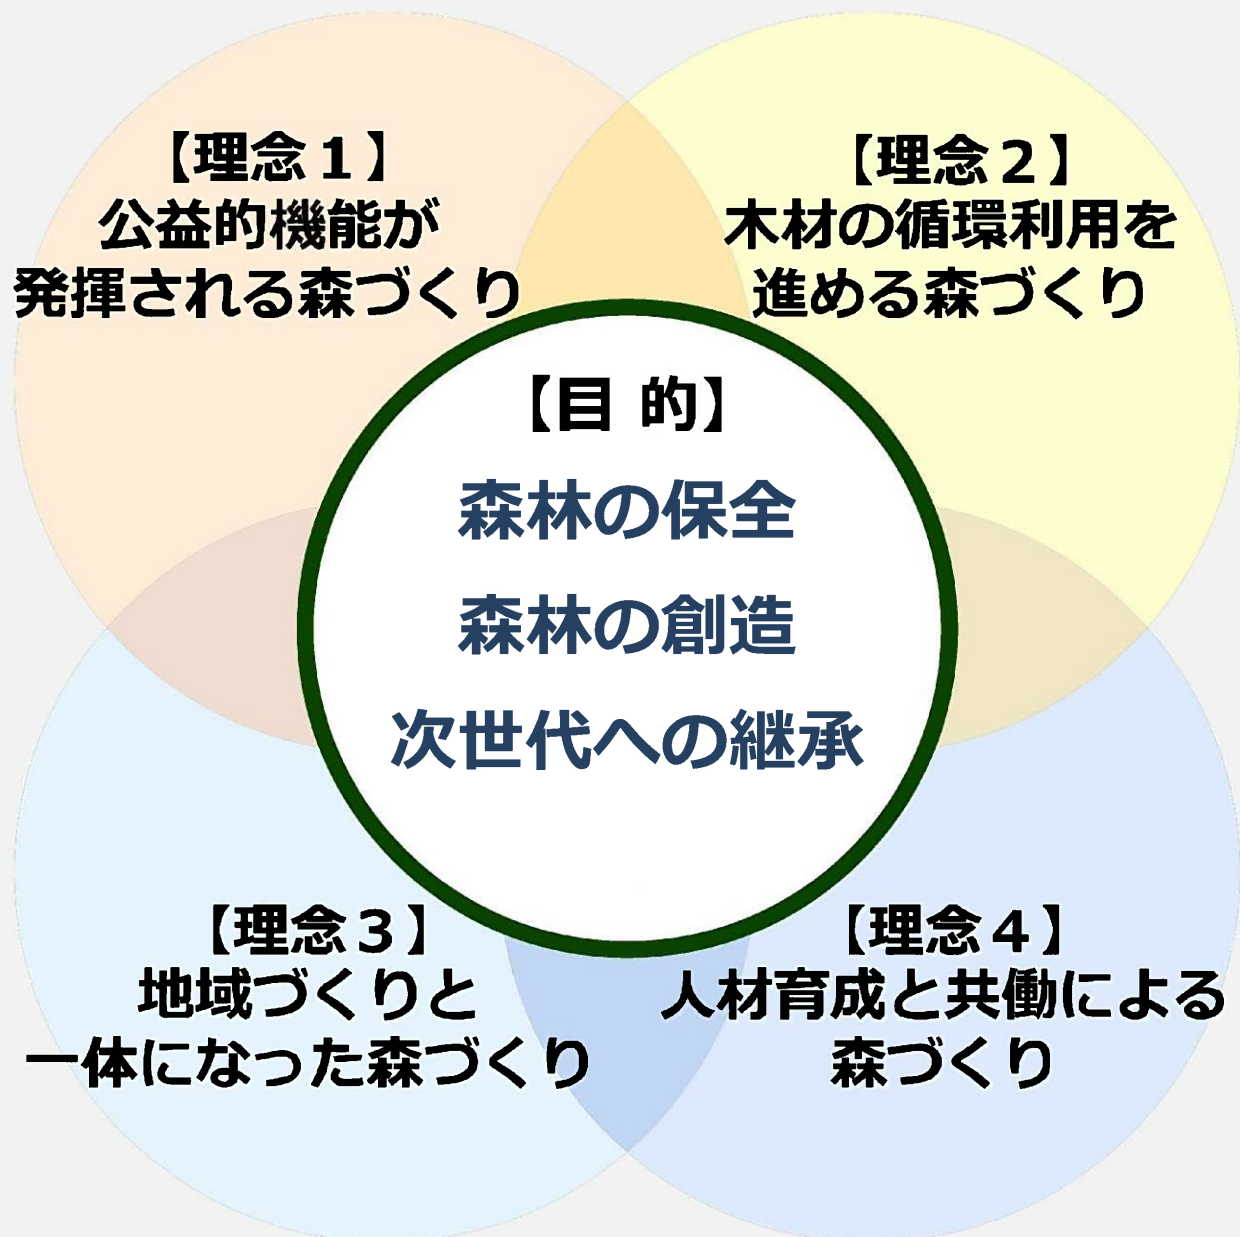 【理念１】
公益的機能が
発揮される森づくり
【理念２】
木材の循環利用を
進める森づくり
【目 的】
森林の保全
森林の創造
次世代への継承
【理念３】
地域づくりと
一体になった森づくり
【理念４】
人材育成と共働による
森づくり